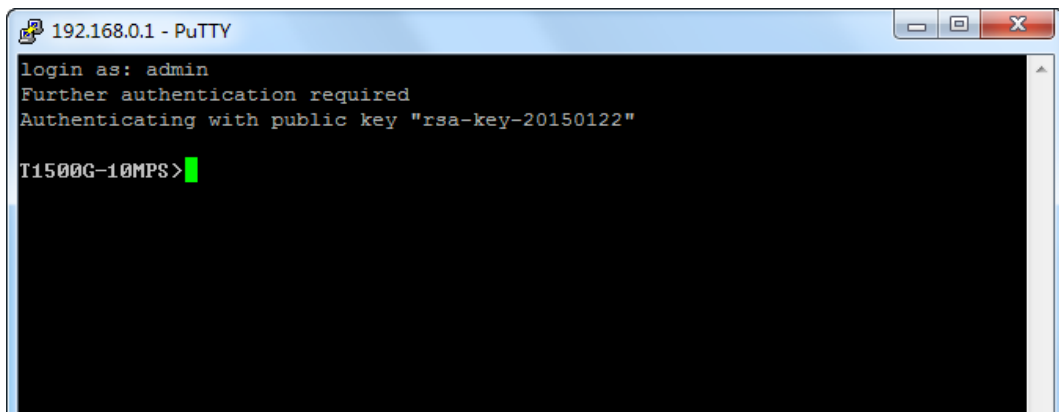 192.168.0.1 - PuTTY
login as: admin
Further authentication required
Authenticating with public key "rsa-key-20150122"
T1500G-10MPS>